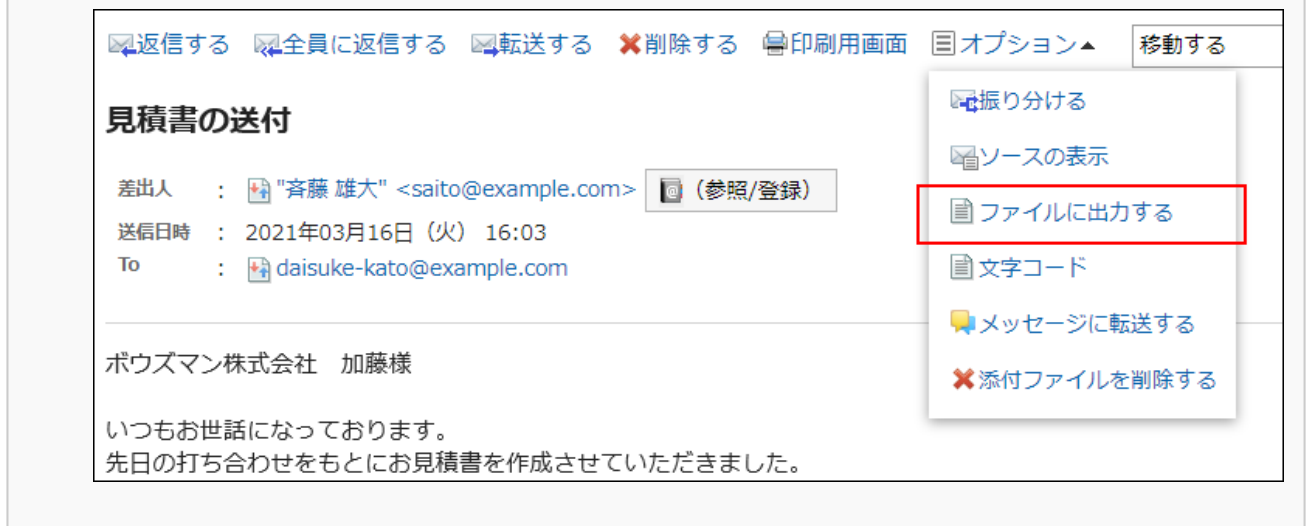 返信する 全員に返信する 転送する 削除する 印刷用画面 オプション▲ 移動する
振り分ける
ソースの表示
ファイルに出力する
文字コード
メッセージに転送する
添付ファイルを削除する
見積書の送付
差出人 : "斉藤 雄大" <saito@example.com> (参照/登録)
送信日時 : 2021年03月16日(火) 16:03
To : daisuke-kato@example.com
ボウズマン株式会社 加藤様
いつもお世話になっております。
先日の打ち合わせをもとにお見積書を作成させていただきました。